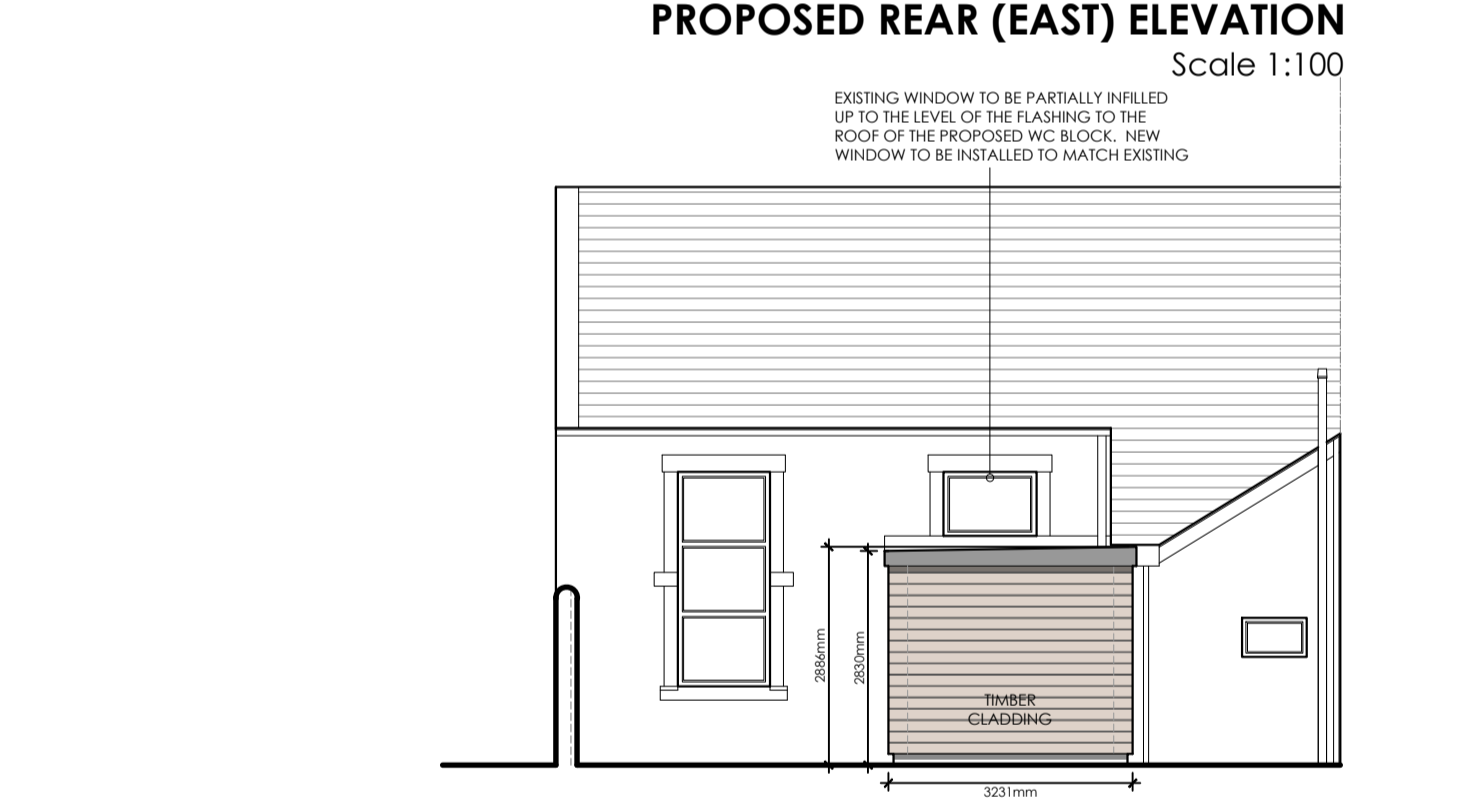 PROPOSED REAR (EAST) ELEVATION
Scale 1:100
EXISTING WINDOW TO BE PARTIALLY INFILLED
UP TO THE LEVEL OF THE FLASHING TO THE
ROOF OF THE PROPOSED WC BLOCK. NEW
WINDOW TO BE INSTALLED TO MATCH EXISTING
2886mm
2830mm
TIMBER
CLADDING
3231mm